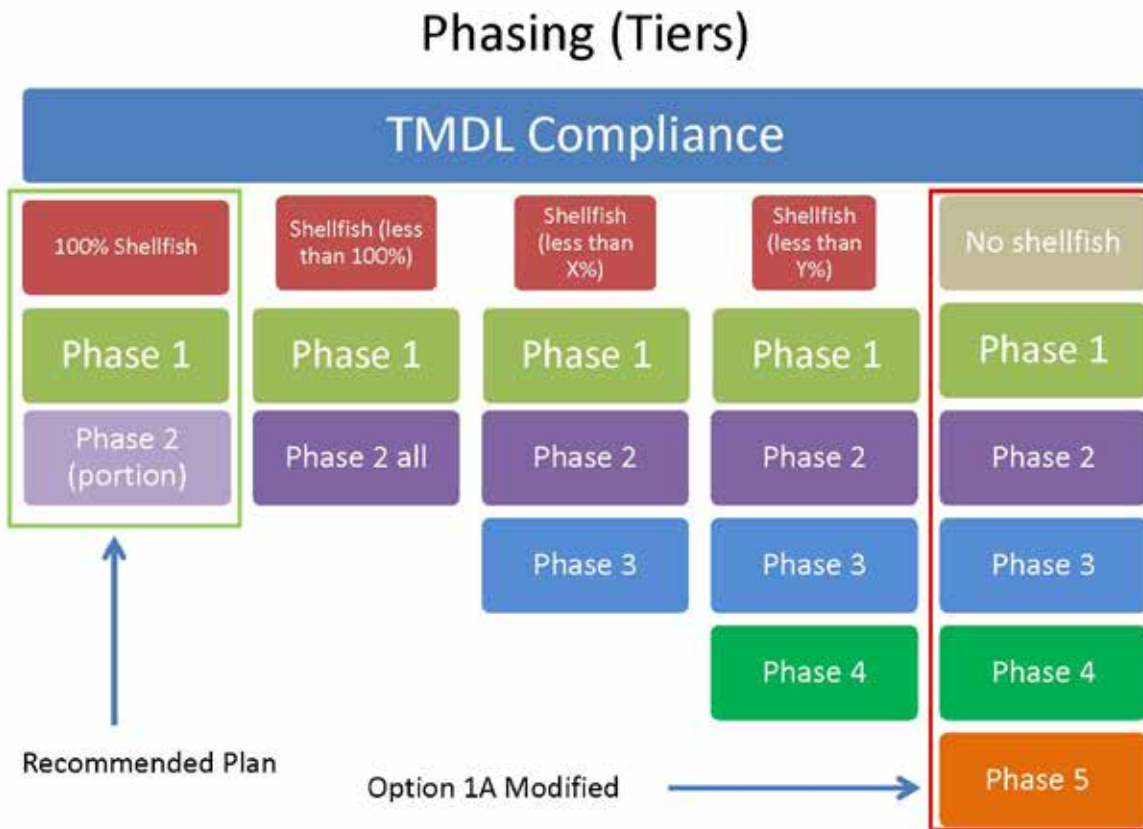 Phasing (Tiers)
TMDL Compliance
100% Shellfish
Shellfish (less
than 100%)
Shellfish
(less than
X%)
Shellfish
(less than
Y%)
No shellfish
Phase 1
Phase 1
Phase 1
Phase 1
Phase 1
Phase 2
(portion)
Phase 2 all
Phase 2
Phase 2
Phase 2
Phase 3
Phase 3
Phase 3
Phase 4
Phase 4
Recommended Plan
Option 1A Modified
Phase 5